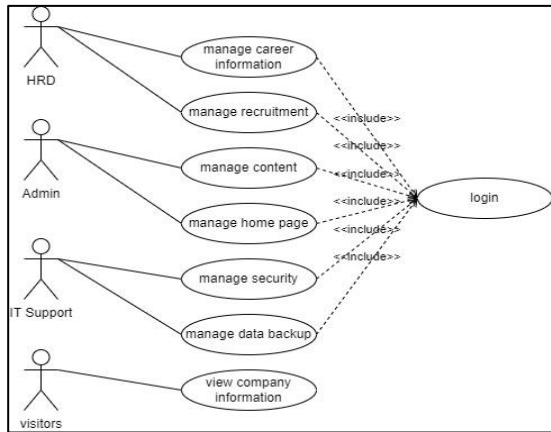 manage career
information
HRD
manage recruitment
<<include>>
<<include>>
manage content
<<include>>
Admin
login
<<include>>
manage home page
<<include>>
<<include>>
manage security
IT Support
manage data backup
view company
information
visitors